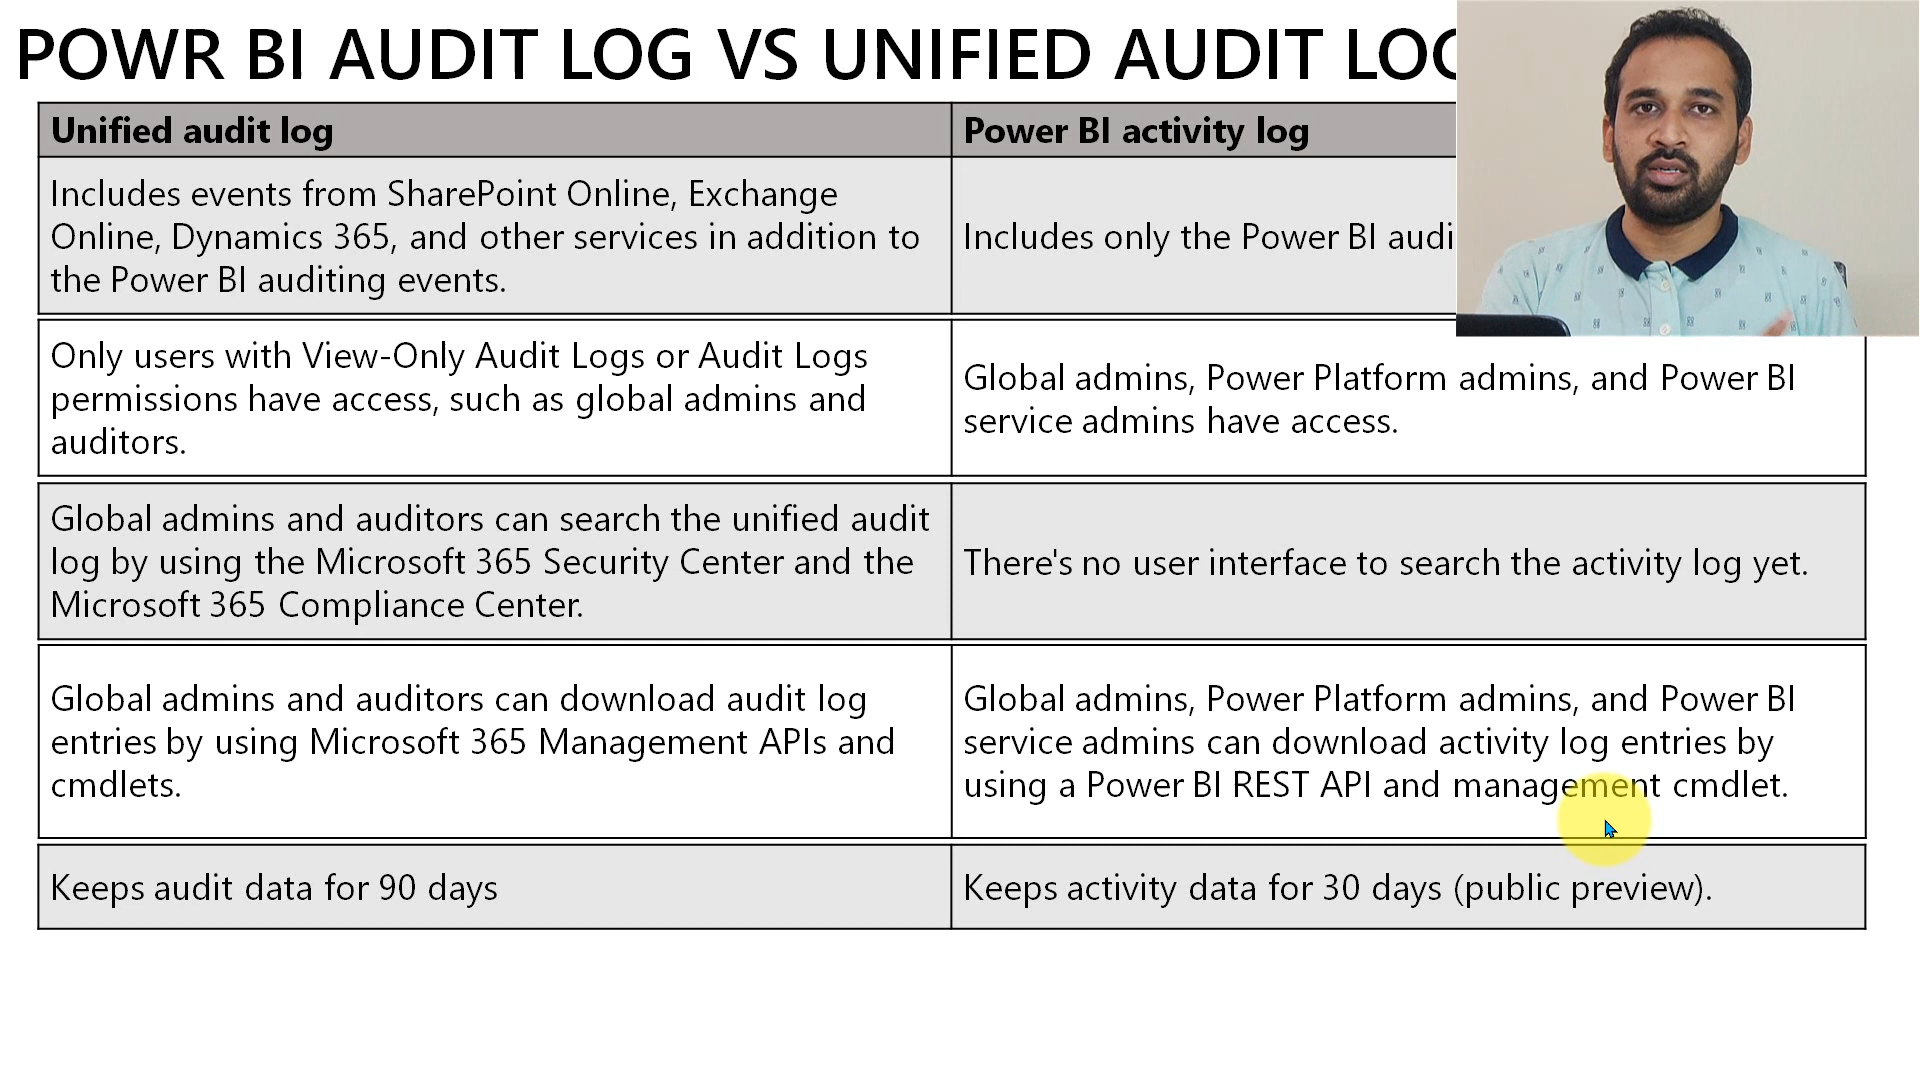 POWR BI AUDIT LOG VS UNIFIED AUDIT LOG
Unified audit log
Power BI activity log
Includes events from SharePoint Online, Exchange
Online, Dynamics 365, and other services in addition to
the Power BI auditing events.
Includes only the Power BI
Only users with View-Only Audit Logs or Audit Logs
permissions have access, such as global admins and
auditors.
Global admins, Power Platform admins, and Power BI
service admins have access.
Global admins and auditors can search the unified audit
log by using the Microsoft 365 Security Center and the
Microsoft 365 Compliance Center.
There's no user interface to search the activity log yet.
Global admins and auditors can download audit log
entries by using Microsoft 365 Management APIs and
cmdlets.
Global admins, Power Platform admins, and Power BI
service admins can download activity log entries by
using a Power BI REST API and management cmdlet.
Keeps audit data for 90 days
Keeps activity data for 30 days (public preview).